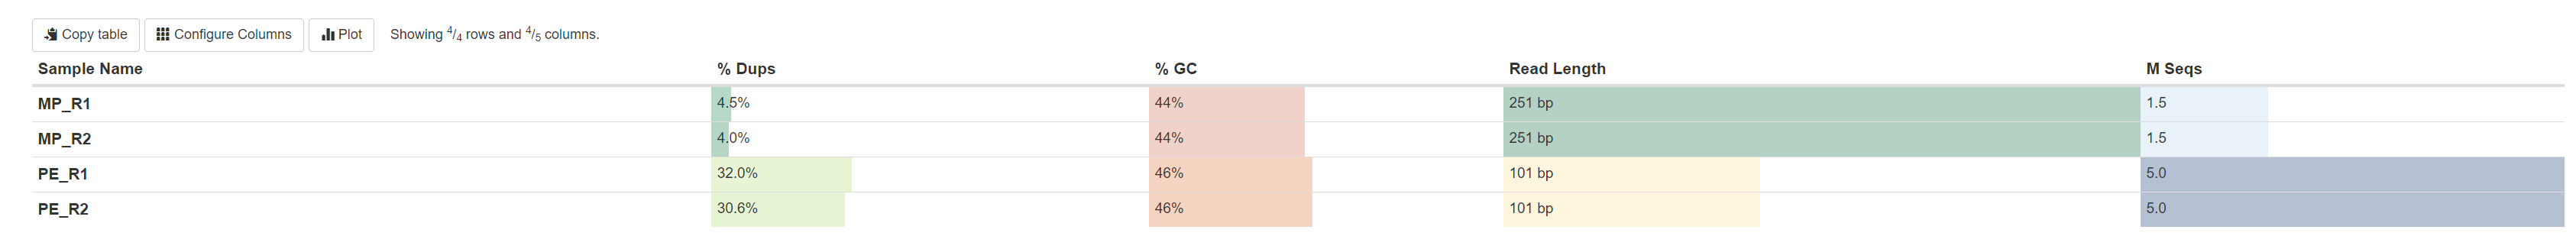 Copy table Configure Columns Plot Showing 4/4 rows and 4/5 columns.
Sample Name % Dups % GC Read Length M Seqs
MP_R1 4.5% 44% 251 bp 1.5
MP_R2 4.0% 44% 251 bp 1.5
PE_R1 32.0% 46% 101 bp 5.0
PE_R2 30.6% 46% 101 bp 5.0